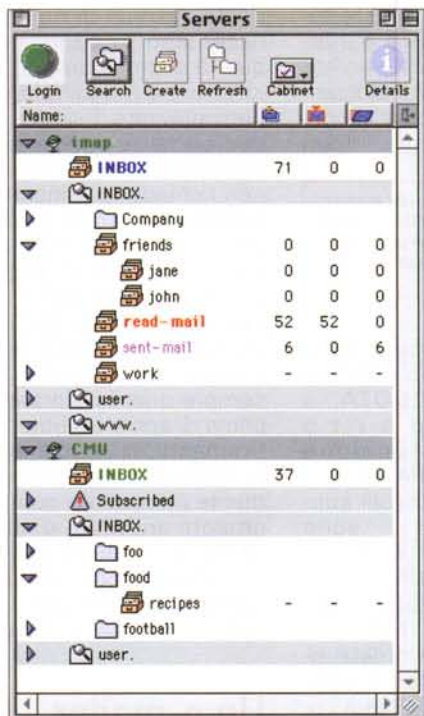 Servers
Login Search Create Refresh Cabinet Details
Name:
imap
INBOX 71 0 0
INBOX.
Company
friends 0 0 0
jane 0 0 0
john 0 0 0
read-mail 52 52 0
sent-mail 6 0 6
work - - -
user.
www.
CMU
INBOX 37 0 0
Subscribed
INBOX.
foo
food
recipes - - -
football
user.